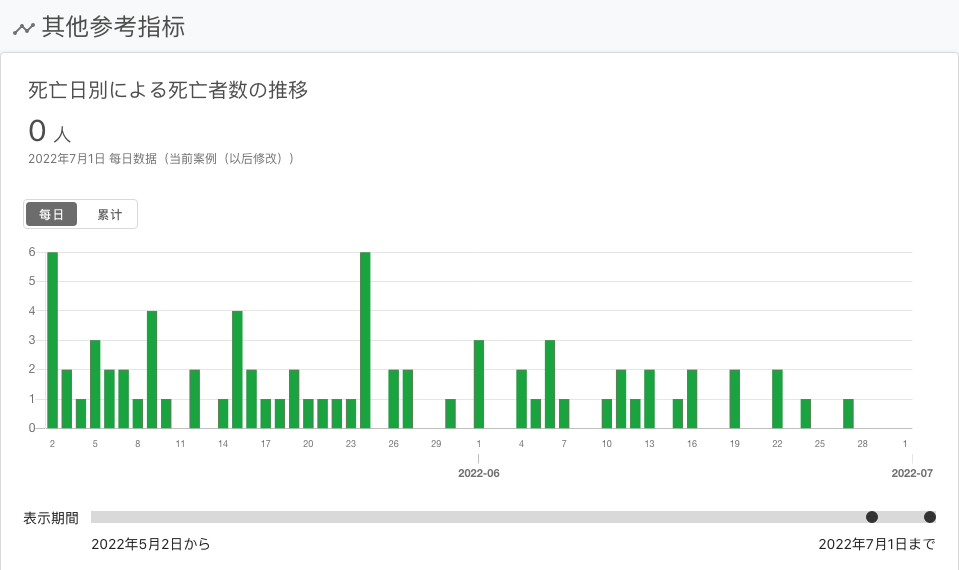 其他参考指标
死亡日別による死亡者数の推移
0 人
2022年7月1日 每日数据（当前案例（以后修改））
每日 累计
6
5
4
3
2
1
0
2 5 8 11 14 17 20 23 26 29 1 4 7 10 13 16 19 22 25 28 1
2022-06 2022-07
表示期間
2022年5月2日から 2022年7月1日まで